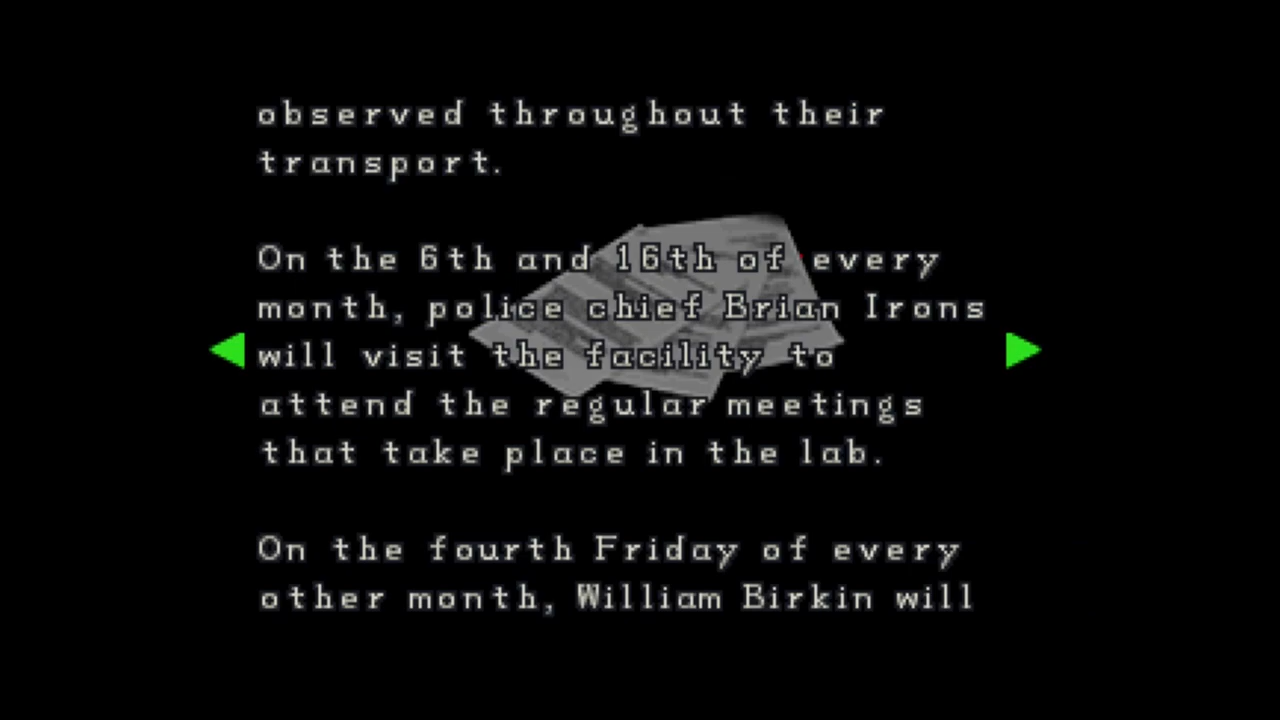 observed throughout their
transport.
On the 6th and 16th of every
month, police chief Brian Irons
will visit the facility to
attend the regular meetings
that take place in the lab.
On the fourth Friday of every
other month, William Birkin will